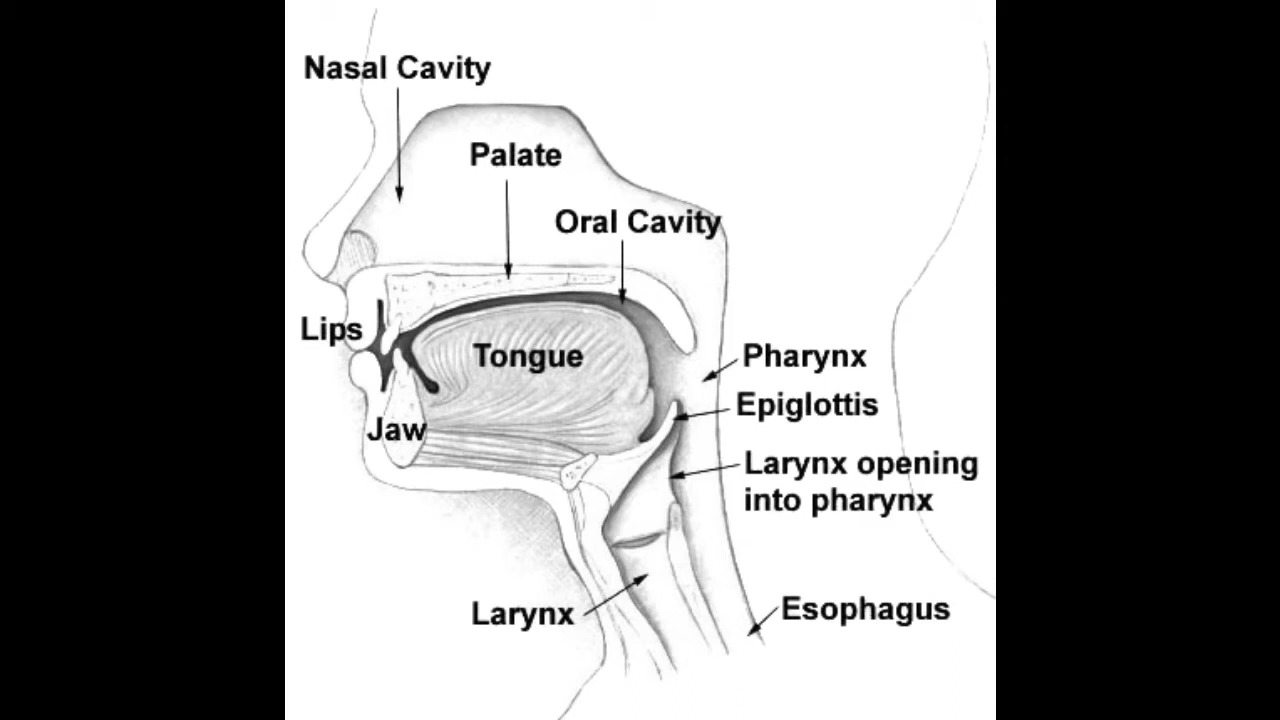 Nasal Cavity
Palate
Oral Cavity
Lips
Tongue
Pharynx
Epiglottis
Jaw
Larynx opening
into pharynx
Larynx
Esophagus